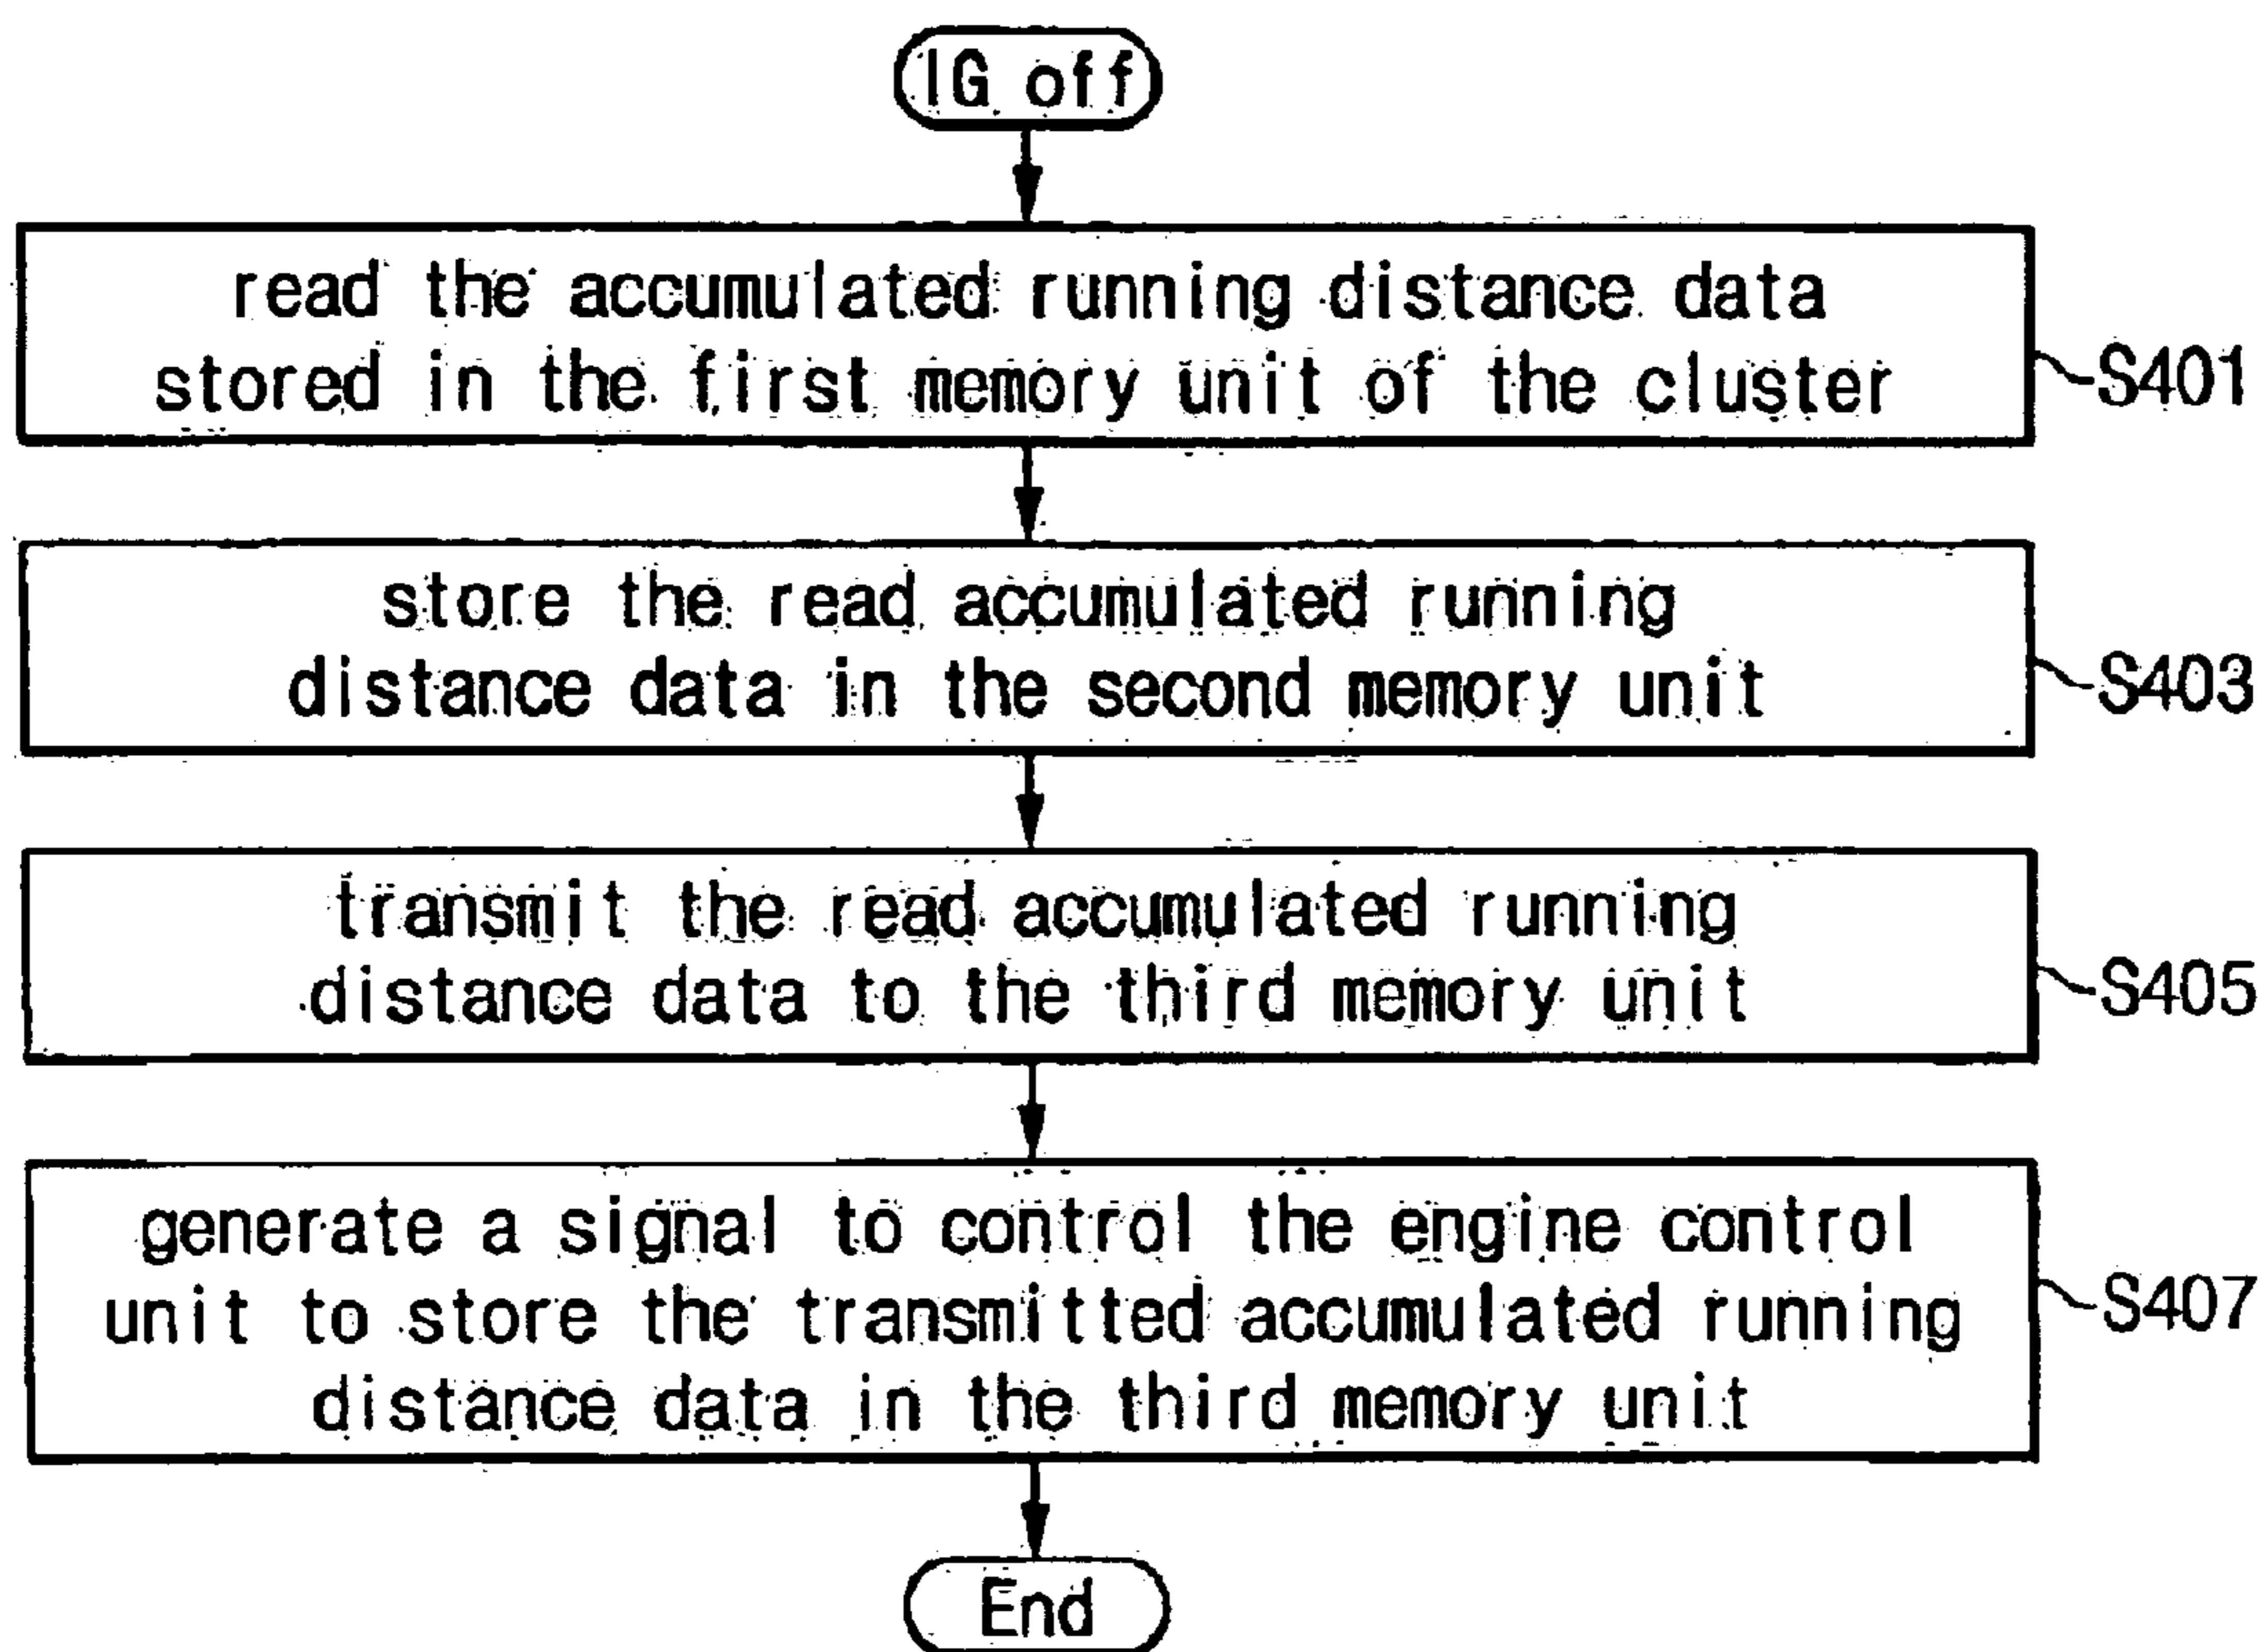 IG off
read the accumulated running distance data
stored in the first memory unit of the cluster
S401
store the read accumulated running
distance data in the second memory unit
S403
transmit the read accumulated running
distance data to the third memory unit
S405
generate a signal to control the engine control
unit to store the transmitted accumulated running
distance data in the third memory unit
S407
End